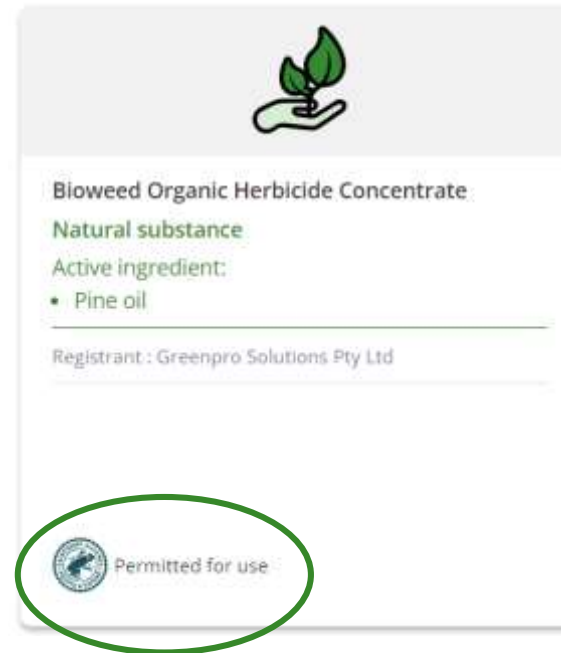 Bioweed Organic Herbicide Concentrate
Natural substance
Active ingredient:
• Pine oil
Registrant : Greenpro Solutions Pty Ltd
Permitted for use